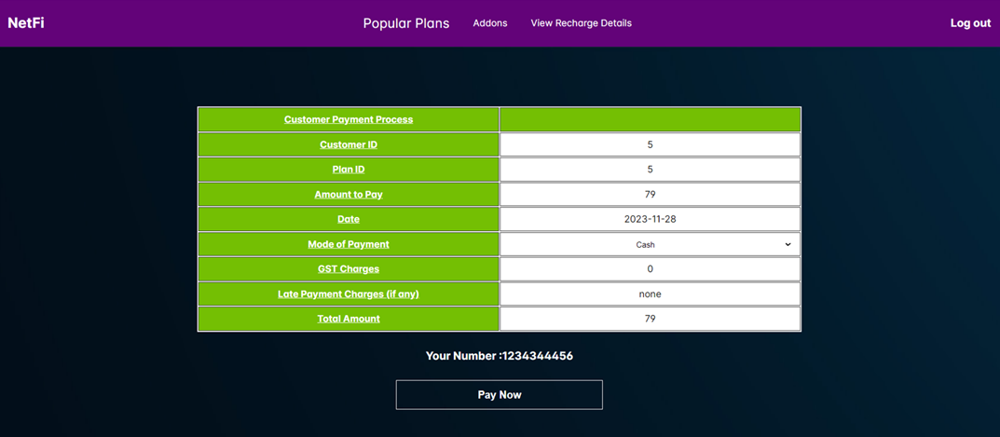 NetFi Popular Plans Addons View Recharge Details Log out
Customer Payment Process
Customer ID 5
Plan ID 5
Amount to Pay 79
Date 2023-11-28
Mode of Payment Cash
GST Charges 0
Late Payment Charges (if any) none
Total Amount 79
Your Number :1234344456
Pay Now